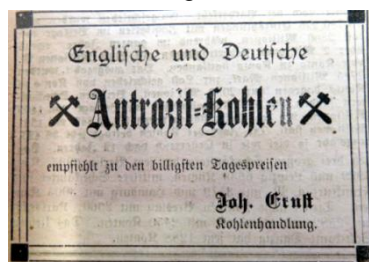 Englische und Deutsche
Antrazit=Kohlen
empfiehlt zu den billigsten Tagespreisen
Joh. Ernst
Kohlenhandlung.